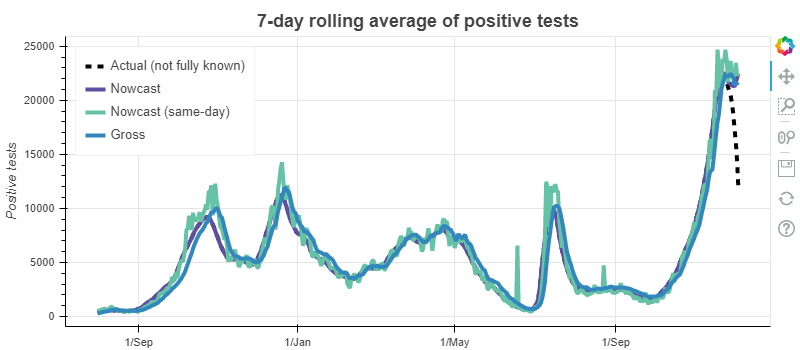 7-day rolling average of positive tests
25000
20000
15000
10000
5000
0
Positive tests
Actual (not fully known)
Nowcast
Nowcast (same-day)
Gross
1/Sep
1/Jan
1/May
1/Sep